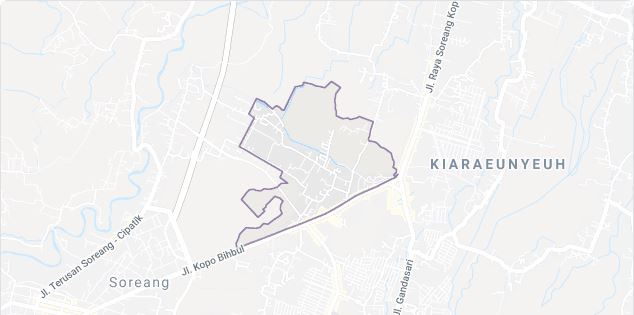 Jl. Raya Soreang Kop
KIARAEUNYEUH
Jl. Terusan Soreang - Cipatik
Jl. Kopo Bihbul
Soreang
Jl. Gandasari